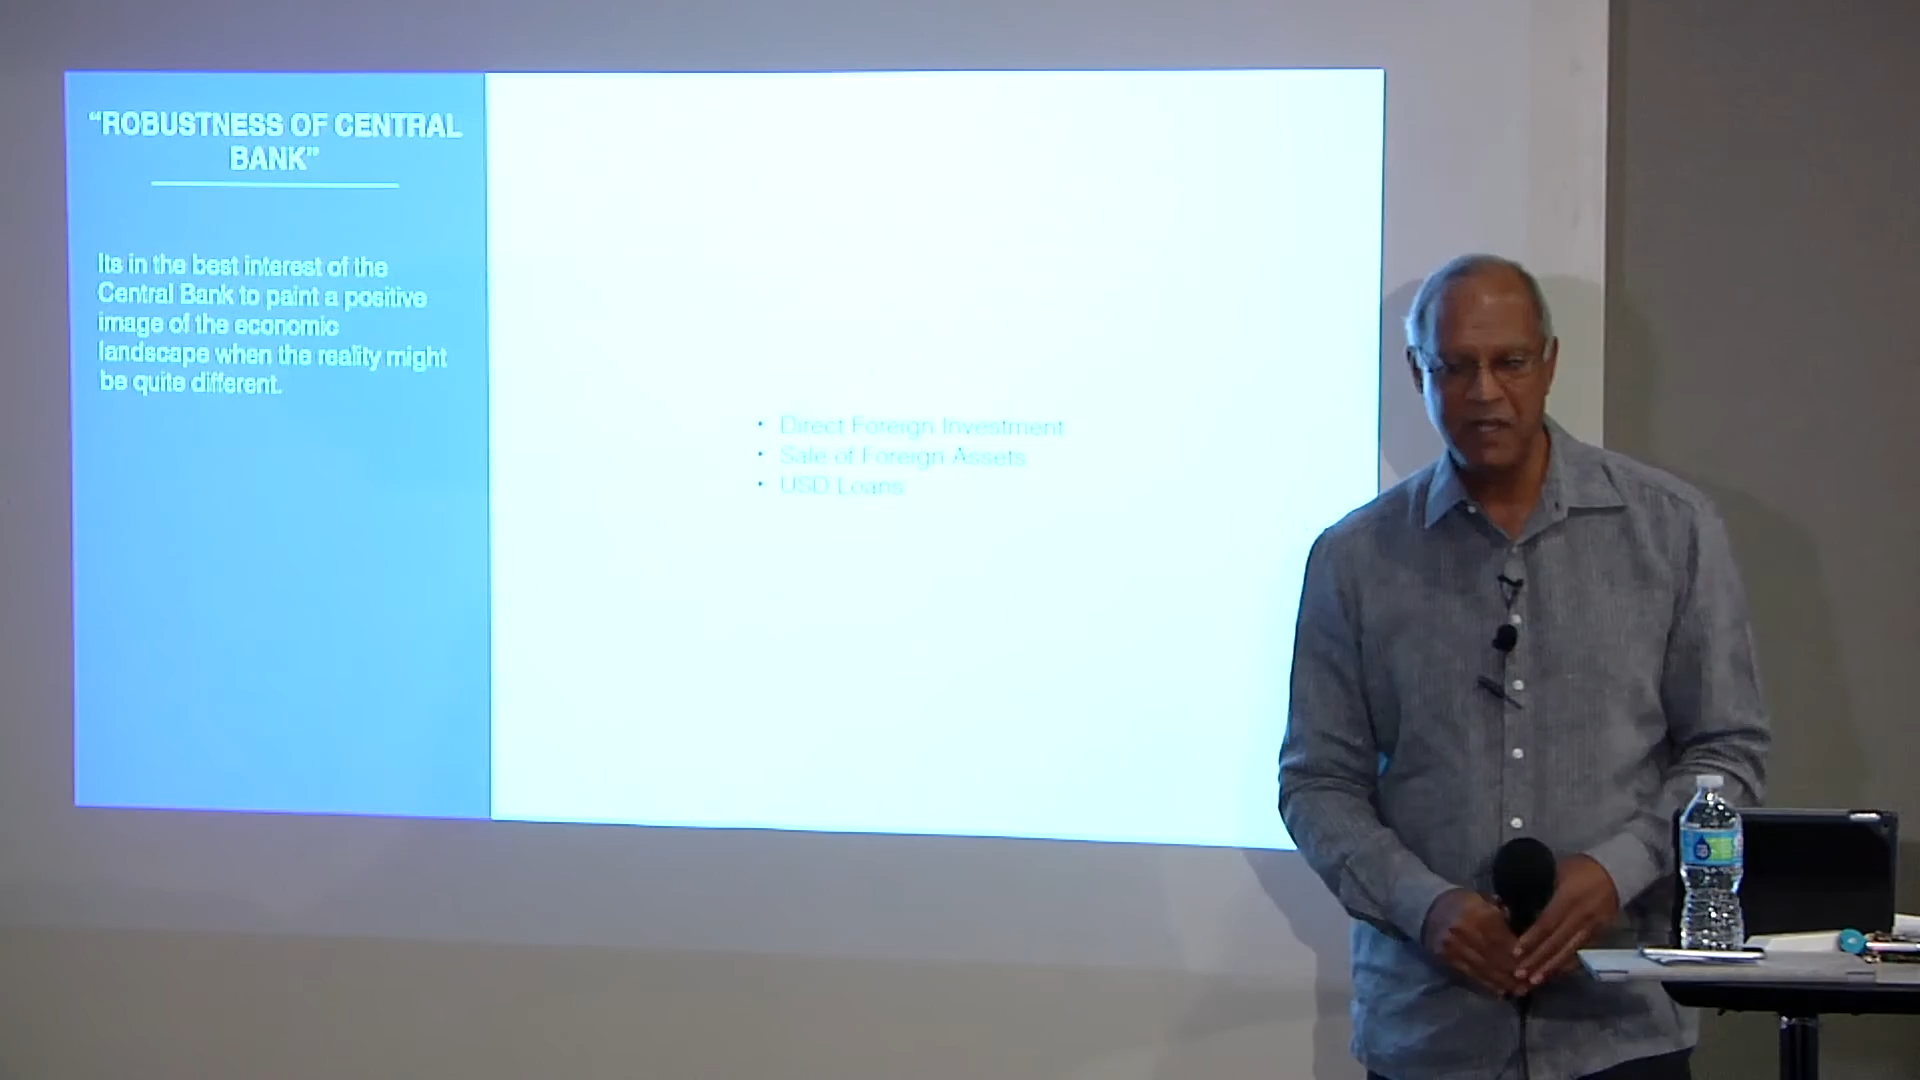 “ROBUSTNESS OF CENTRAL
BANK”
Its in the best interest of the
Central Bank to paint a positive
image of the economic
landscape when the reality might
be quite different.
• Direct Foreign Investment
• Sale of Foreign Assets
• USD Loans